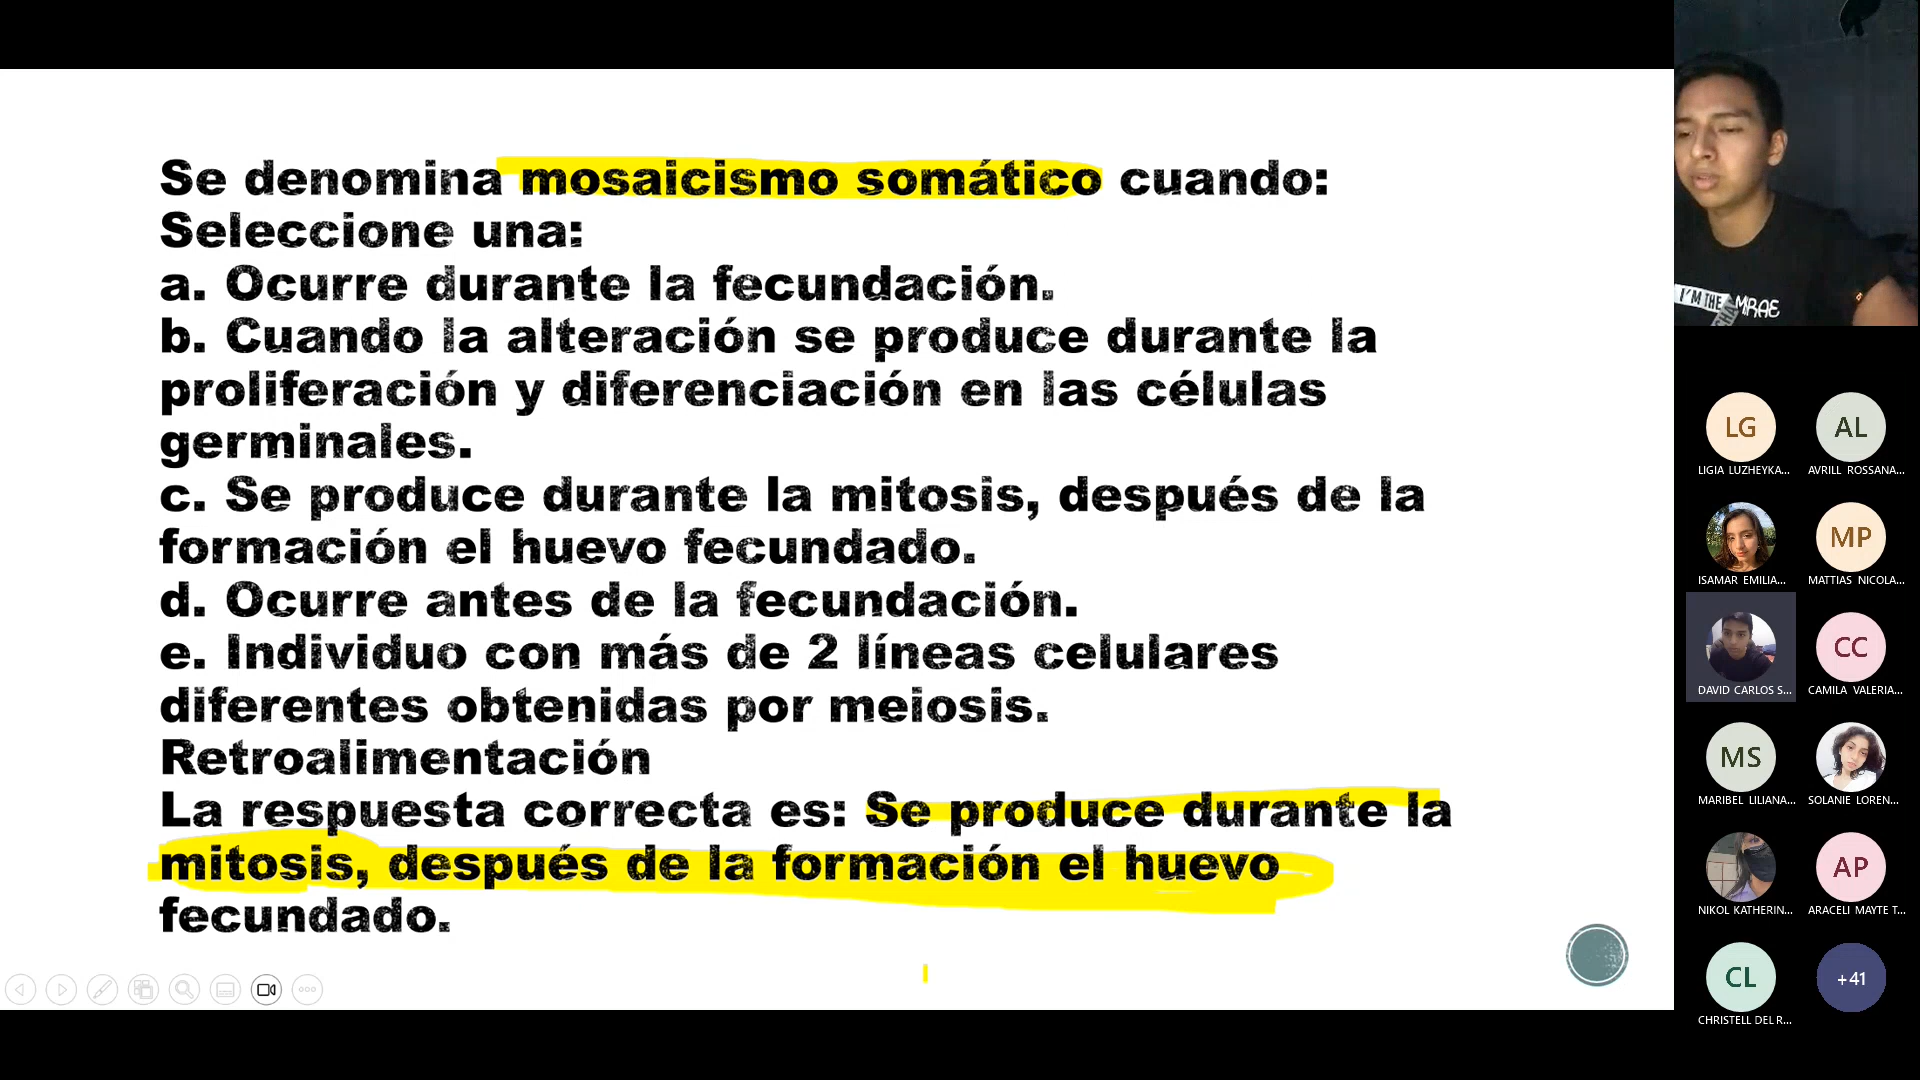 Se denomina mosaicismo somático cuando:
Seleccione una:
a. Ocurre durante la fecundación.
b. Cuando la alteración se produce durante la
proliferación y diferenciación en las células
germinales.
c. Se produce durante la mitosis, después de la
formación el huevo fecundado.
d. Ocurre antes de la fecundación.
e. Individuo con más de 2 líneas celulares
diferentes obtenidas por meiosis.
Retroalimentación
La respuesta correcta es: Se produce durante la
mitosis, después de la formación el huevo
fecundado.
I'M THE
LG
LIGIA LUZHEYKA...
AL
AVRILL ROSSANA...
ISAMAR EMILIA...
MP
MATTIAS NICOLA...
DAVID CARLOS S...
CC
CAMILA VALERIA...
MS
MARIBEL LILIANA...
SOLANIE LOREN...
NIKOL KATHERIN...
AP
ARACELI MAYTE T...
CL
CHRISTELL DEL R...
+41